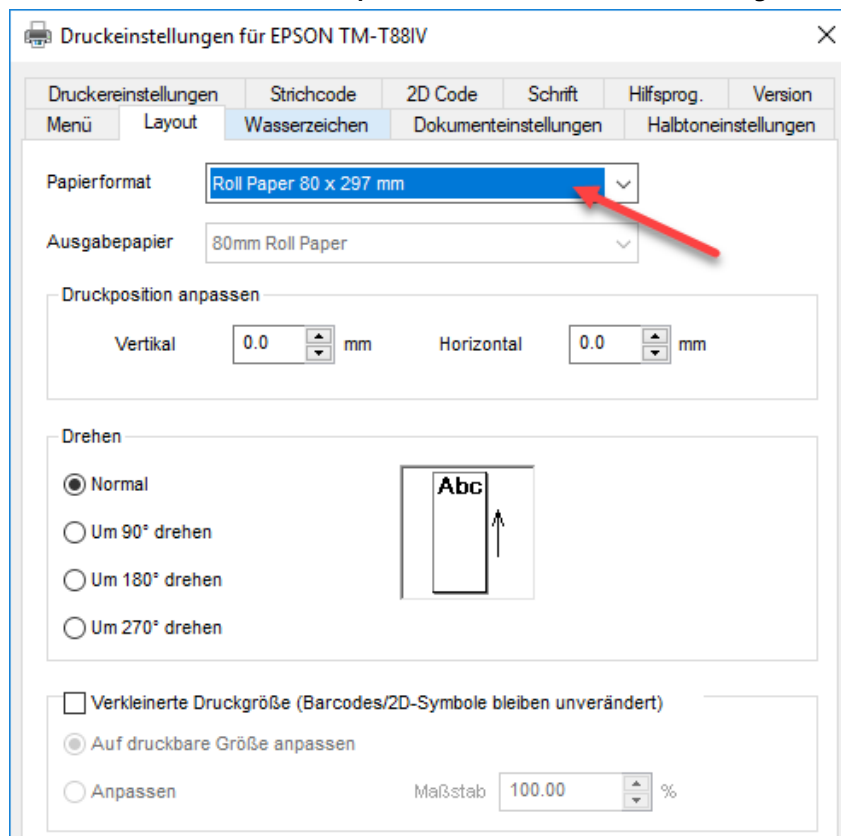 Druckeinstellungen für EPSON TM-T88IV
Druckereinstellungen Strichcode 2D Code Schrift Hilfsprog. Version
Menü Layout Wasserzeichen Dokumenteinstellungen Halbtoneinstellungen
Papierformat Roll Paper 80 x 297 mm
Ausgabepapier 80mm Roll Paper
Druckposition anpassen
Vertikal 0.0 mm Horizontal 0.0 mm
Drehen
Normal
Abc
Um 90° drehen
Um 180° drehen
Um 270° drehen
Verkleinerte Druckgröße (Barcodes/2D-Symbole bleiben unverändert)
Auf druckbare Größe anpassen
Anpassen Maßstab 100.00 %